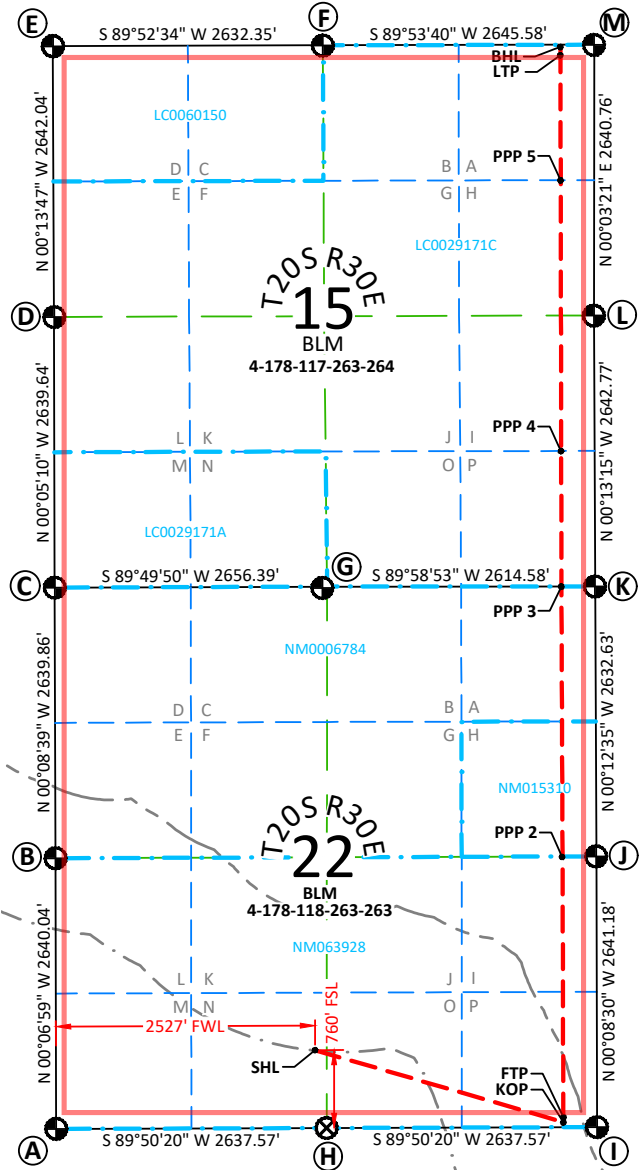 E
F
M
S 89°52'34" W 2632.35'
S 89°53'40" W 2645.58'
BHL
LTP
LC0060150
N 00°13'47" W 2642.04'
N 00°03'21" E 2640.76'
D C
E F
B A
G H
PPP 5
LC0029171C
T20S R30E
15
BLM
4-178-117-263-264
D
L
N 00°05'10" W 2639.64'
N 00°13'15" W 2642.77'
L K
M N
J I
O P
PPP 4
LC0029171A
S 89°49'50" W 2656.39'
G
S 89°58'53" W 2614.58'
C
K
PPP 3
NM0006784
N 00°08'39" W 2639.86'
N 00°12'35" W 2632.63'
D C
E F
B A
G H
NM015310
T20S R30E
22
BLM
4-178-118-263-263
PPP 2
B
J
NM063928
N 00°06'59" W 2640.04'
N 00°08'30" W 2641.18'
L K
M N
J I
O P
2527' FWL
760' FSL
SHL
FTP
KOP
S 89°50'20" W 2637.57'
S 89°50'20" W 2637.57'
A
H
I